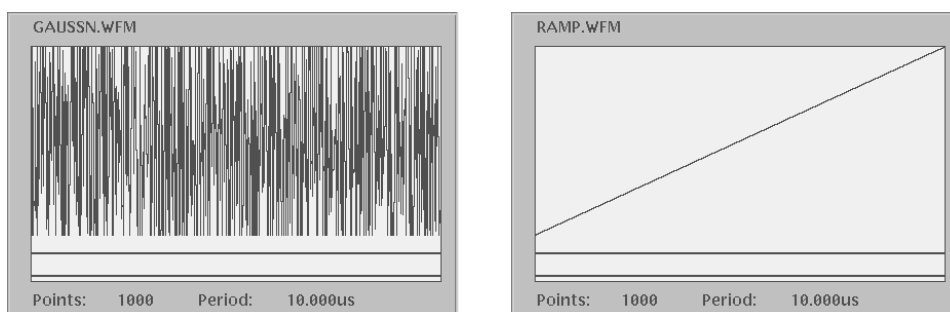 GAUSSN.WFM
Points: 1000 Period: 10.000us
RAMP.WFM
Points: 1000 Period: 10.000us